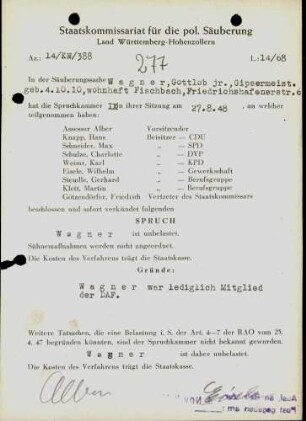 Staatskommissariat für die pol. Säuberung
Land Württemberg-Hohenzollern
Az.: 14/KW/388
277
L: 14/68
In der Säuberungssache Wagner, Gottlob jr., Gipsermeist.
geb. 4.10.10, wohnhaft Fischbach, Friedrichshafenerstr.
hat die Spruchkammer in ihrer Sitzung am 27.8.48, an welcher
teilgenommen haben:
Assessor Alber Vorsitzender
Knapp, Hans Beisitzer — CDU
Schneider, Max — SPD
Schulze, Charlotte — DVP
Weimr, Karl — KPD
Eisele, Wilhelm — Gewerkschaft
Steudle, Gerhard — Berufsgruppe
Klett, Martin — Berufsgruppe
Götzendörfer, Friedrich Vertreter des Staatskommissars
beschlossen und sofort verkündet folgenden
SPRUCH
Wagner ist unbelastet.
Sühnemaßnahmen werden nicht angeordnet.
Die Kosten des Verfahrens trägt die Staatskasse.
Gründe:
Wagner war lediglich Mitglied
der DAF.
Weitere Tatsachen, die eine Belastung i. S. der Art. 4—7 der RAO vom 25.
4. 47 begründen könnten, sind der Spruchkammer nicht bekannt geworden.
Wagner ist daher unbelastet.
Die Kosten des Verfahrens trägt die Staatskasse.
Alber